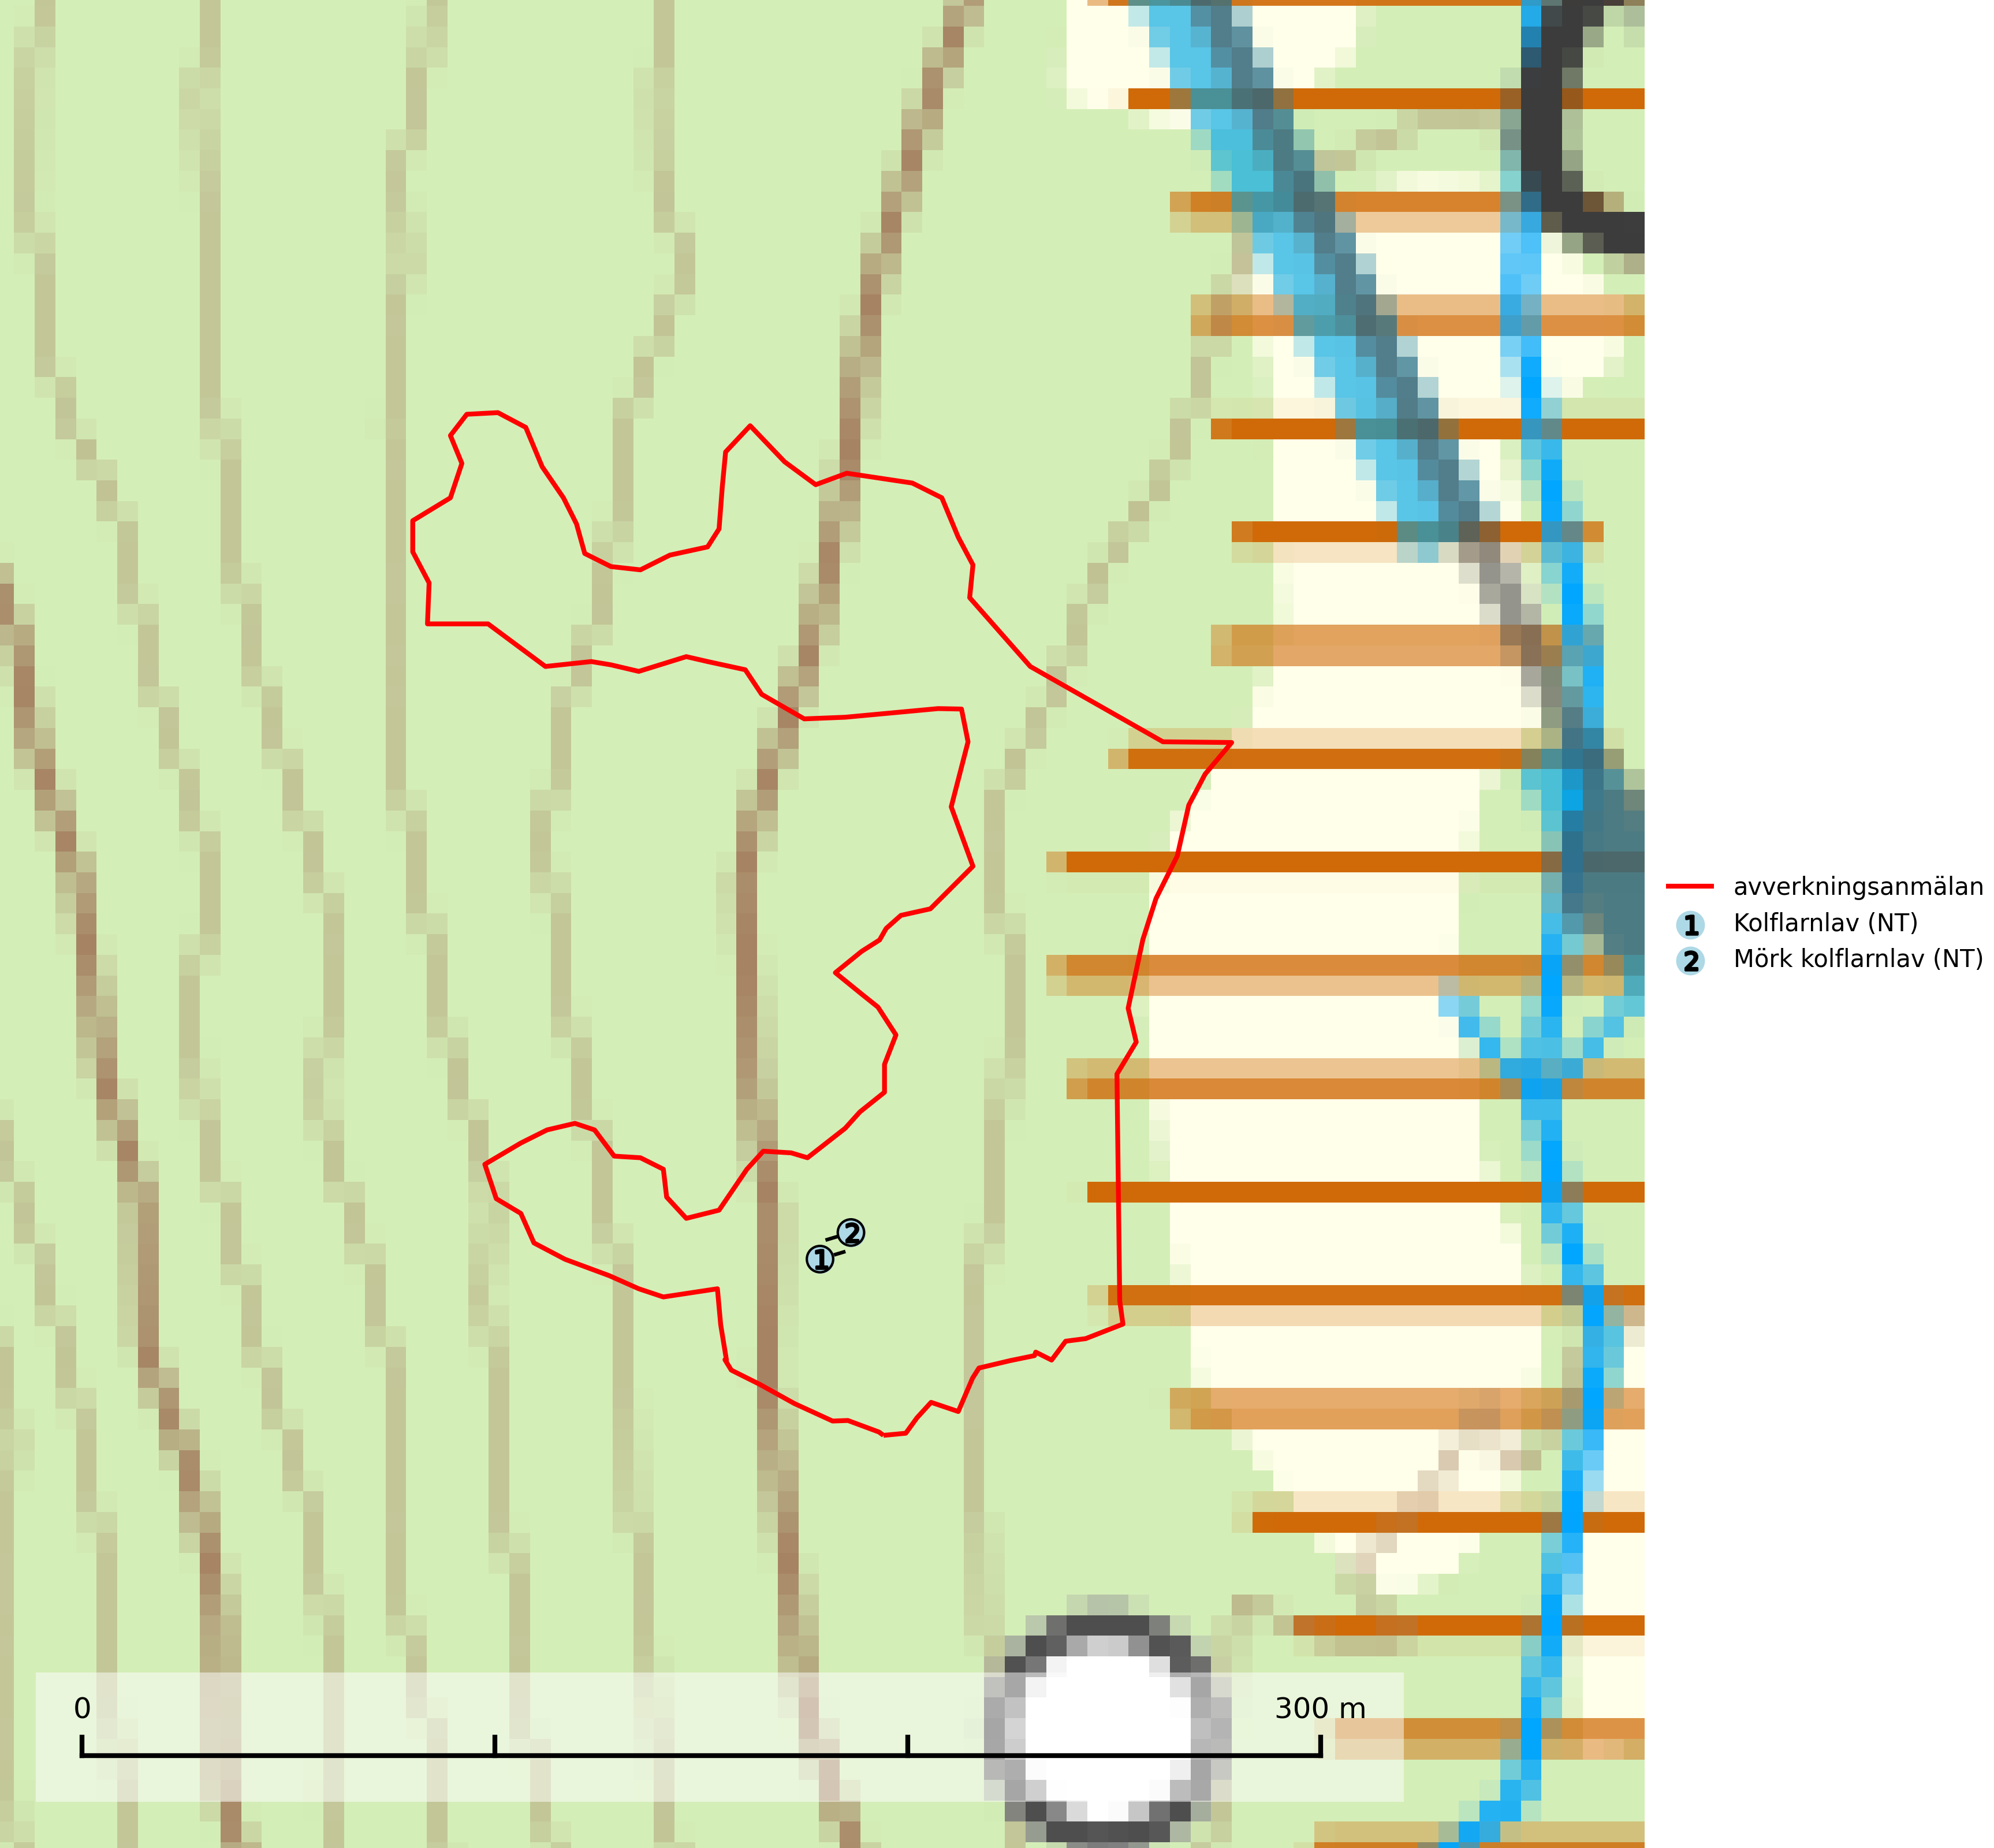 avverkningsanmälan
1 Kolflarnlav (NT)
2 Mörk kolflarnlav (NT)
2
1
0 300 m